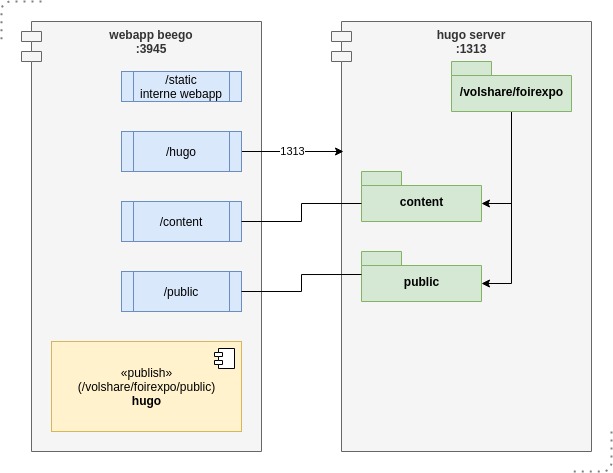 webapp beego
:3945
/static
interne webapp
/hugo
/content
/public
«publish»
(/volshare/foirexpo/public)
hugo
1313
hugo server
:1313
/volshare/foirexpo
content
public